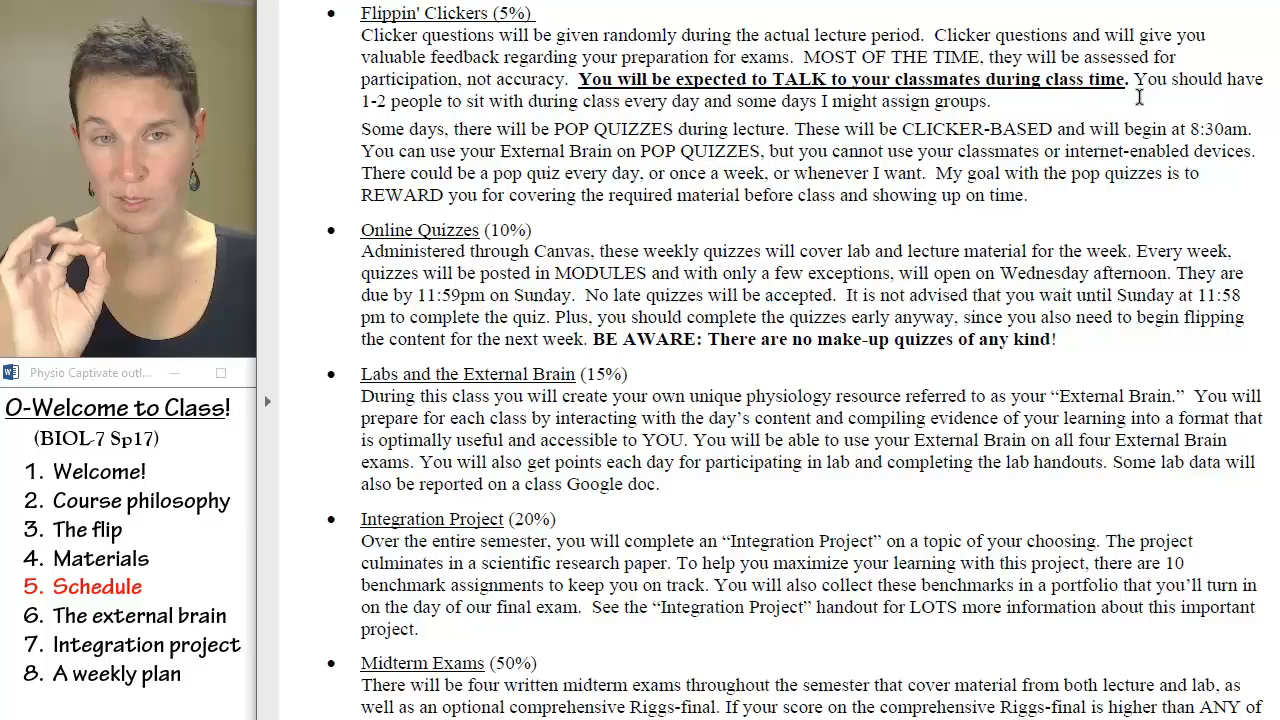 Flippin' Clickers (5%)
Clicker questions will be given randomly during the actual lecture period. Clicker questions and will give you
valuable feedback regarding your preparation for exams. MOST OF THE TIME, they will be assessed for
participation, not accuracy. You will be expected to TALK to your classmates during class time. You should have
1-2 people to sit with during class every day and some days I might assign groups.
Some days, there will be POP QUIZZES during lecture. These will be CLICKER-BASED and will begin at 8:30am.
You can use your External Brain on POP QUIZZES, but you cannot use your classmates or internet-enabled devices.
There could be a pop quiz every day, or once a week, or whenever I want. My goal with the pop quizzes is to
REWARD you for covering the required material before class and showing up on time.
Online Quizzes (10%)
Administered through Canvas, these weekly quizzes will cover lab and lecture material for the week. Every week,
quizzes will be posted in MODULES and with only a few exceptions, will open on Wednesday afternoon. They are
due by 11:59pm on Sunday. No late quizzes will be accepted. It is not advised that you wait until Sunday at 11:58
pm to complete the quiz. Plus, you should complete the quizzes early anyway, since you also need to begin flipping
the content for the next week. BE AWARE: There are no make-up quizzes of any kind!
Labs and the External Brain (15%)
During this class you will create your own unique physiology resource referred to as your “External Brain.” You will
prepare for each class by interacting with the day’s content and compiling evidence of your learning into a format that
is optimally useful and accessible to YOU. You will be able to use your External Brain on all four External Brain
exams. You will also get points each day for participating in lab and completing the lab handouts. Some lab data will
also be reported on a class Google doc.
Integration Project (20%)
Over the entire semester, you will complete an “Integration Project” on a topic of your choosing. The project
culminates in a scientific research paper. To help you maximize your learning with this project, there are 10
benchmark assignments to keep you on track. You will also collect these benchmarks in a portfolio that you’ll turn in
on the day of our final exam. See the “Integration Project” handout for LOTS more information about this important
project.
Midterm Exams (50%)
There will be four written midterm exams throughout the semester that cover material from both lecture and lab, as
well as an optional comprehensive Riggs-final. If your score on the comprehensive Riggs-final is higher than ANY of
Physio Captivate outl...
0-Welcome to Class!
(BIOL-7 Sp17)
1. Welcome!
2. Course philosophy
3. The flip
4. Materials
5. Schedule
6. The external brain
7. Integration project
8. A weekly plan